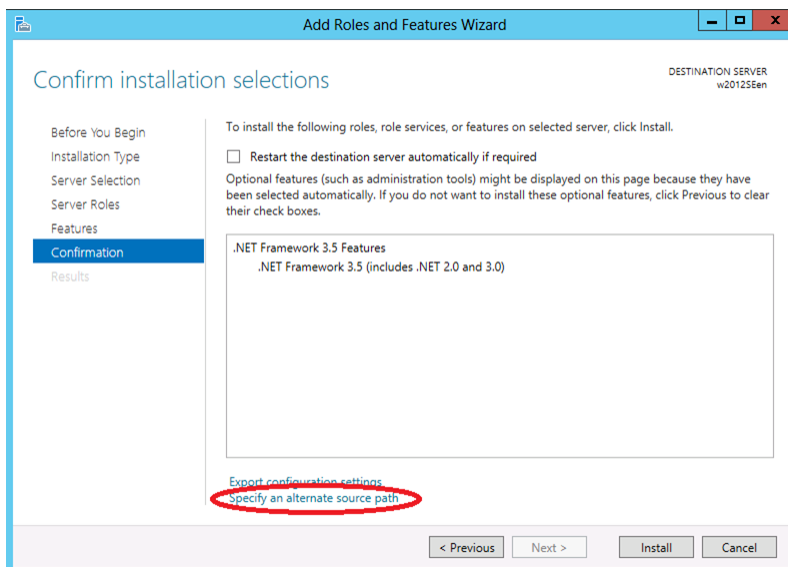 Add Roles and Features Wizard
Confirm installation selections
DESTINATION SERVER
w2012SEen
Before You Begin
Installation Type
Server Selection
Server Roles
Features
Confirmation
Results
To install the following roles, role services, or features on selected server, click Install.
Restart the destination server automatically if required
Optional features (such as administration tools) might be displayed on this page because they have
been selected automatically. If you do not want to install these optional features, click Previous to clear
their check boxes.
.NET Framework 3.5 Features
.NET Framework 3.5 (includes .NET 2.0 and 3.0)
Export configuration settings
Specify an alternate source path
< Previous
Next >
Install
Cancel